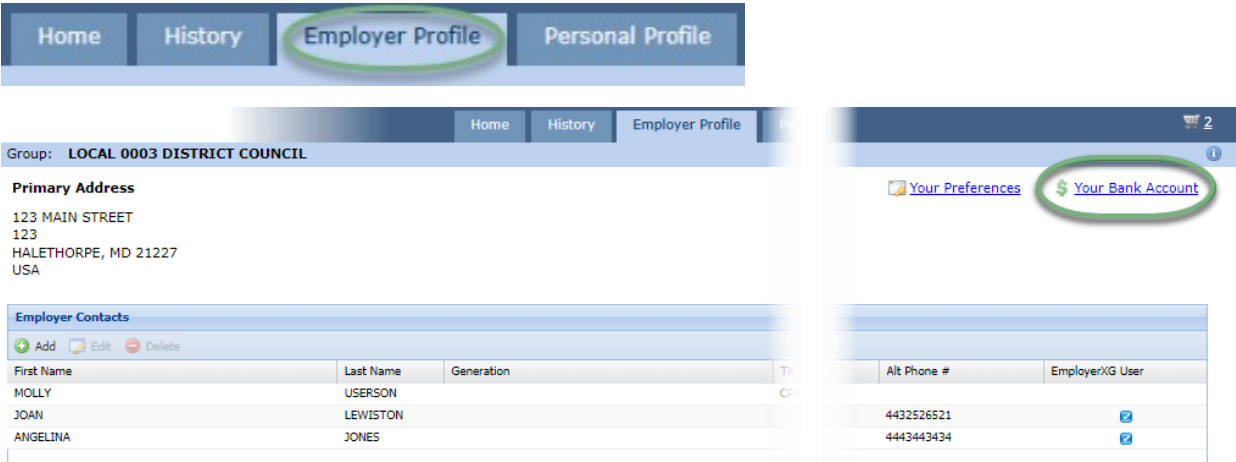 Home History Employer Profile Personal Profile
Home History Employer Profile 2
Group: LOCAL 0003 DISTRICT COUNCIL
Primary Address Your Preferences $ Your Bank Account
123 MAIN STREET
123
HALETHORPE, MD 21227
USA
Employer Contacts
Add Edit Delete
First Name Last Name Generation Alt Phone # EmployerXG User
MOLLY USERSON
JOAN LEWISTON 4432526521
ANGELINA JONES 4443443434